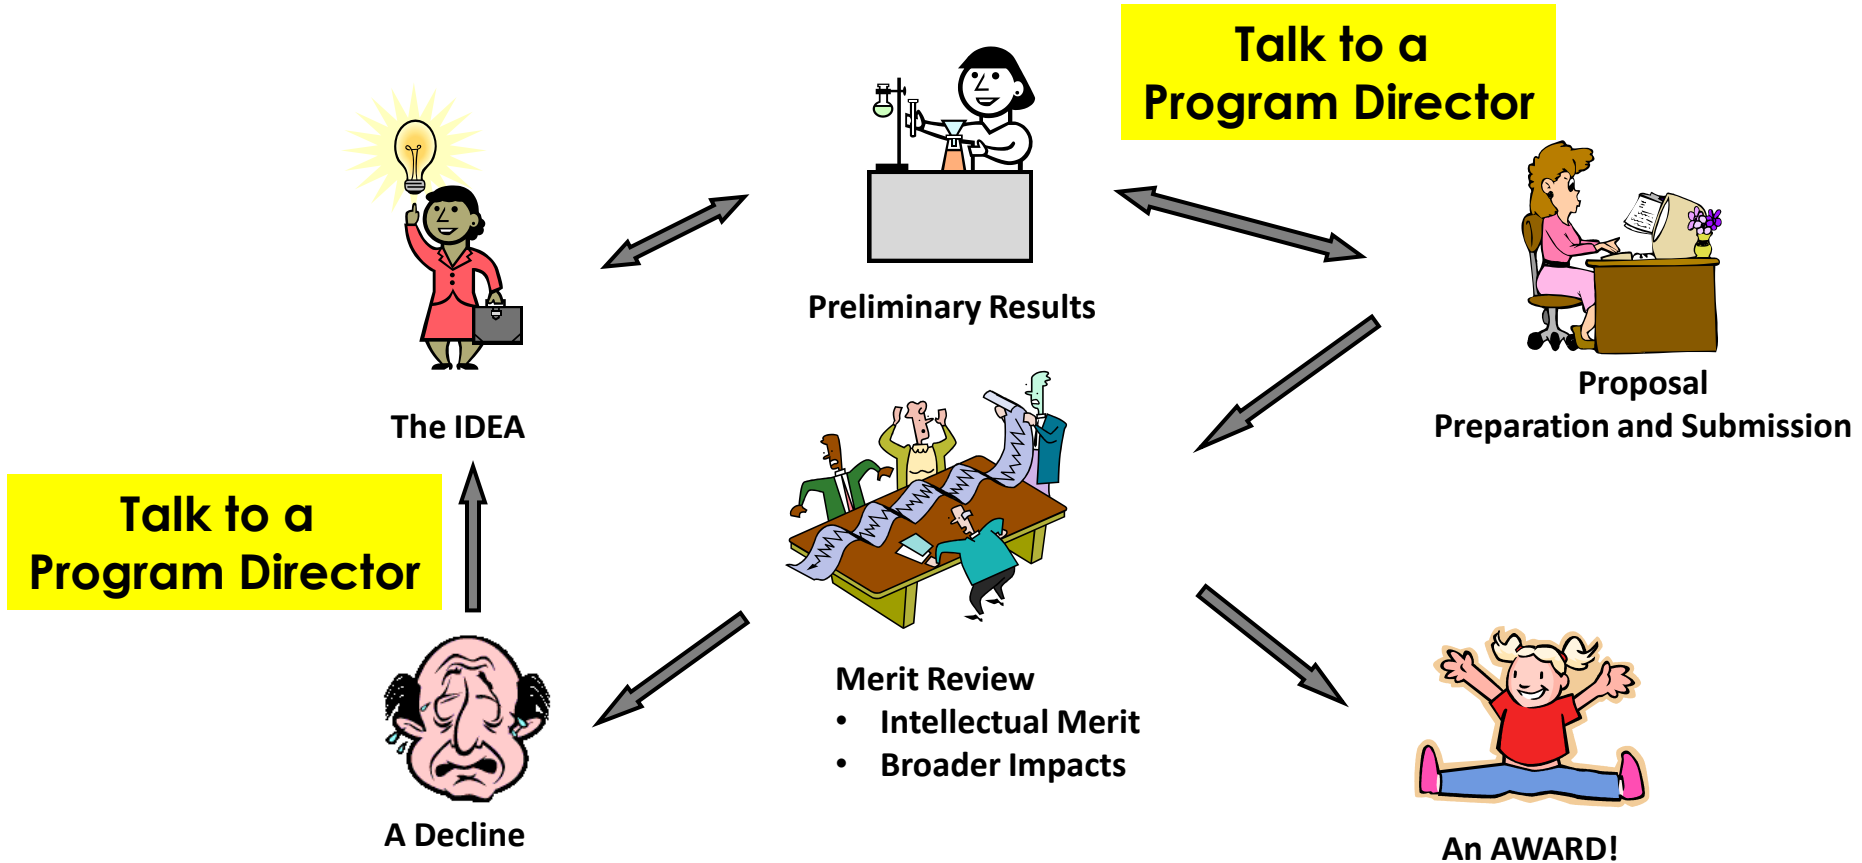 Talk to a
Program Director
Preliminary Results
Proposal
Preparation and Submission
The IDEA
Talk to a
Program Director
Merit Review
• Intellectual Merit
• Broader Impacts
A Decline
An AWARD!